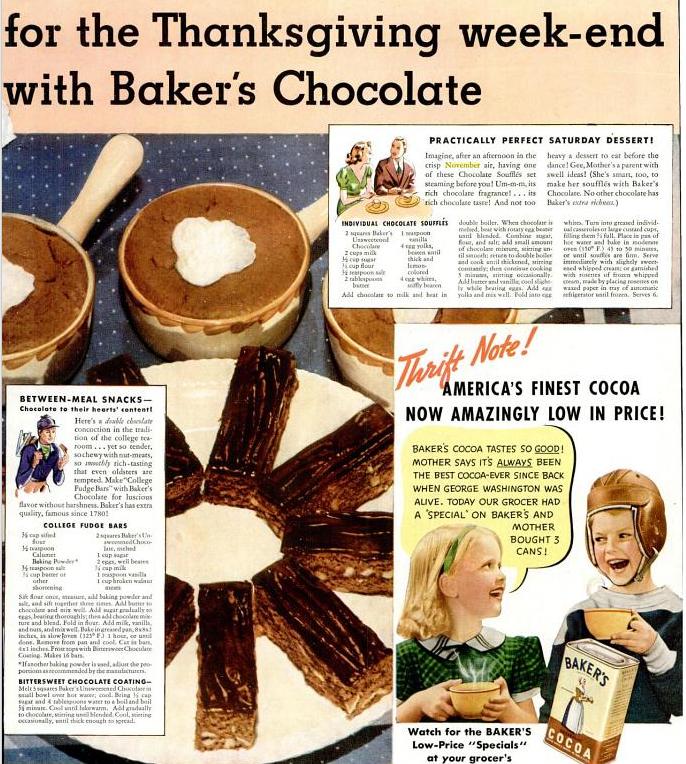 for the Thanksgiving week-end
with Baker's Chocolate
PRACTICALLY PERFECT SATURDAY DESSERT!
Imagine, after an afternoon in the
crisp November air, having one
of these Chocolate Soufflés set
steaming before you! Um-m-m, its
rich chocolate fragrance! . . . its
rich chocolate taste! And not too
heavy a dessert to eat before the
dance! Gee, Mother's a parent with
swell ideas! (She's smart, too, to
make her soufflés with Baker's
Chocolate. No other chocolate has
Baker's extra richness.)
INDIVIDUAL CHOCOLATE SOUFFLÉS
2 squares Baker's
Unsweetened
Chocolate
2 cups milk
½ cup sugar
⅓ cup flour
½ teaspoon salt
2 tablespoons
butter
1 teaspoon
vanilla
4 egg yolks,
beaten until
thick and
lemon-
colored
4 egg whites,
stiffly beaten
Add chocolate to milk and heat in
double boiler. When chocolate is
melted, beat with rotary egg beater
until blended. Combine sugar,
flour, and salt; add small amount
of chocolate mixture, stirring un-
til smooth; return to double boiler
and cook until thickened, stirring
constantly; then continue cooking
5 minutes, stirring occasionally.
Add butter and vanilla; cool slight-
ly while beating eggs. Add egg
yolks and mix well. Fold into egg
whites. Turn into greased individ-
ual casseroles or large custard cups,
filling them ¾ full. Place in pan of
hot water and bake in moderate
oven (350° F.) 45 to 50 minutes,
or until soufflés are firm. Serve
immediately with slightly sweet-
ened whipped cream; or garnished
with rosettes of frozen whipped
cream, made by placing rosettes on
waxed paper in tray of automatic
refrigerator until frozen. Serves 6.
BETWEEN-MEAL SNACKS—
Chocolate to their hearts' content!
Here's a double chocolate
concoction in the tradi-
tion of the college tea-
room . . . yet so tender,
so chewy with nut-meats,
so smoothly rich-tasting
that even oldsters are
tempted. Make "College
Fudge Bars" with Baker's
Chocolate for luscious
flavor without harshness. Baker's has extra
quality, famous since 1780!
COLLEGE FUDGE BARS
⅔ cup sifted
flour
½ teaspoon
Calumet
Baking Powder*
¼ teaspoon salt
⅓ cup butter or
other
shortening
2 squares Baker's Un-
sweetened Choco-
late, melted
1 cup sugar
2 eggs, well beaten
¼ cup milk
1 teaspoon vanilla
1 cup broken walnut
meats
Sift flour once, measure, add baking powder and
salt, and sift together three times. Add butter to
chocolate and mix well. Add sugar gradually to
eggs, beating thoroughly; then add chocolate mix-
ture and blend. Fold in flour. Add milk, vanilla,
and nuts, and mix well. Bake in greased pan, 8x8x2
inches, in slow oven (325° F.) 1 hour, or until
done. Remove from pan and cool. Cut in bars,
4x1 inches. Frost tops with Bittersweet Chocolate
Coating. Makes 16 bars.
*If another baking powder is used, adjust the pro-
portions as recommended by the manufacturers.
BITTERSWEET CHOCOLATE COATING—
Melt 3 squares Baker's Unsweetened Chocolate in
small bowl over hot water; cool. Bring ½ cup
sugar and 4 tablespoons water to a boil and boil
½ minute. Cool until lukewarm. Add gradually
to chocolate, stirring until blended. Cool, stirring
occasionally, until thick enough to spread.
Thrift Note!
AMERICA'S FINEST COCOA
NOW AMAZINGLY LOW IN PRICE!
BAKER'S COCOA TASTES SO GOOD!
MOTHER SAYS IT'S ALWAYS BEEN
THE BEST COCOA-EVER SINCE BACK
WHEN GEORGE WASHINGTON WAS
ALIVE. TODAY OUR GROCER HAD
A 'SPECIAL' ON BAKER'S AND
MOTHER
BOUGHT 3
CANS!
BAKER'S
COCOA
Watch for the BAKER'S
Low-Price "Specials"
at your grocer's